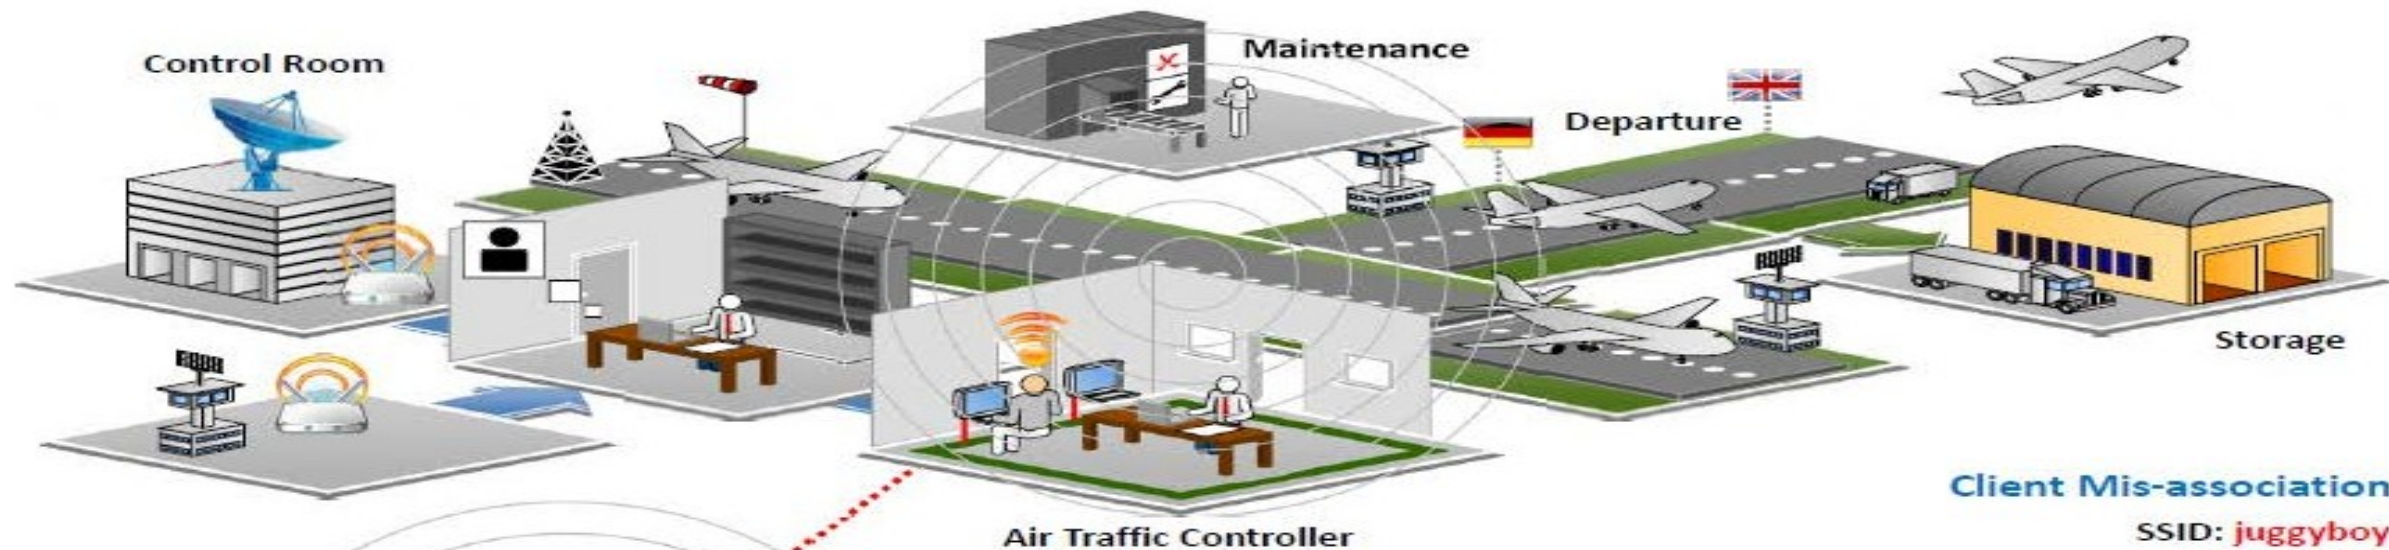 Control Room
Maintenance
Departure
Storage
Air Traffic Controller
Client Mis-association
SSID: juggyboy